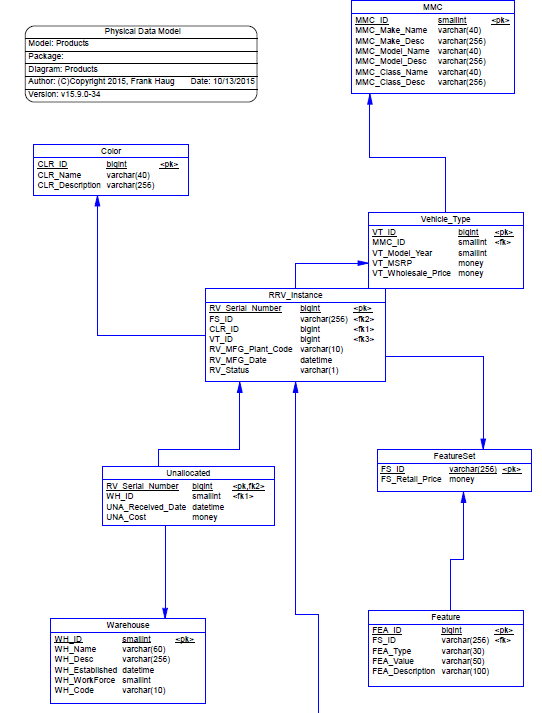 Physical Data Model
Model: Products
Package:
Diagram: Products
Author: (C)Copyright 2015, Frank Haug Date: 10/13/2015
Version: v15.9.0-34
MMC
MMC_ID smallint <pk>
MMC_Make_Name varchar(40)
MMC_Make_Desc varchar(256)
MMC_Model_Name varchar(40)
MMC_Model_Desc varchar(256)
MMC_Class_Name varchar(40)
MMC_Class_Desc varchar(256)
Color
CLR_ID bigint <pk>
CLR_Name varchar(40)
CLR_Description varchar(256)
Vehicle_Type
VT_ID bigint <pk>
MMC_ID smallint <fk>
VT_Model_Year smallint
VT_MSRP money
VT_Wholesale_Price money
RRV_Instance
RV_Serial_Number bigint <pk>
FS_ID varchar(256) <fk2>
CLR_ID bigint <fk1>
VT_ID bigint <fk3>
RV_MFG_Plant_Code varchar(10)
RV_MFG_Date datetime
RV_Status varchar(1)
FeatureSet
FS_ID varchar(256) <pk>
FS_Retail_Price money
Unallocated
RV_Serial_Number bigint <pk,fk2>
WH_ID smallint <fk1>
UNA_Received_Date datetime
UNA_Cost money
Warehouse
WH_ID smallint <pk>
WH_Name varchar(60)
WH_Desc varchar(256)
WH_Established datetime
WH_WorkForce smallint
WH_Code varchar(10)
Feature
FEA_ID bigint <pk>
FS_ID varchar(256) <fk>
FEA_Type varchar(30)
FEA_Value varchar(50)
FEA_Description varchar(100)